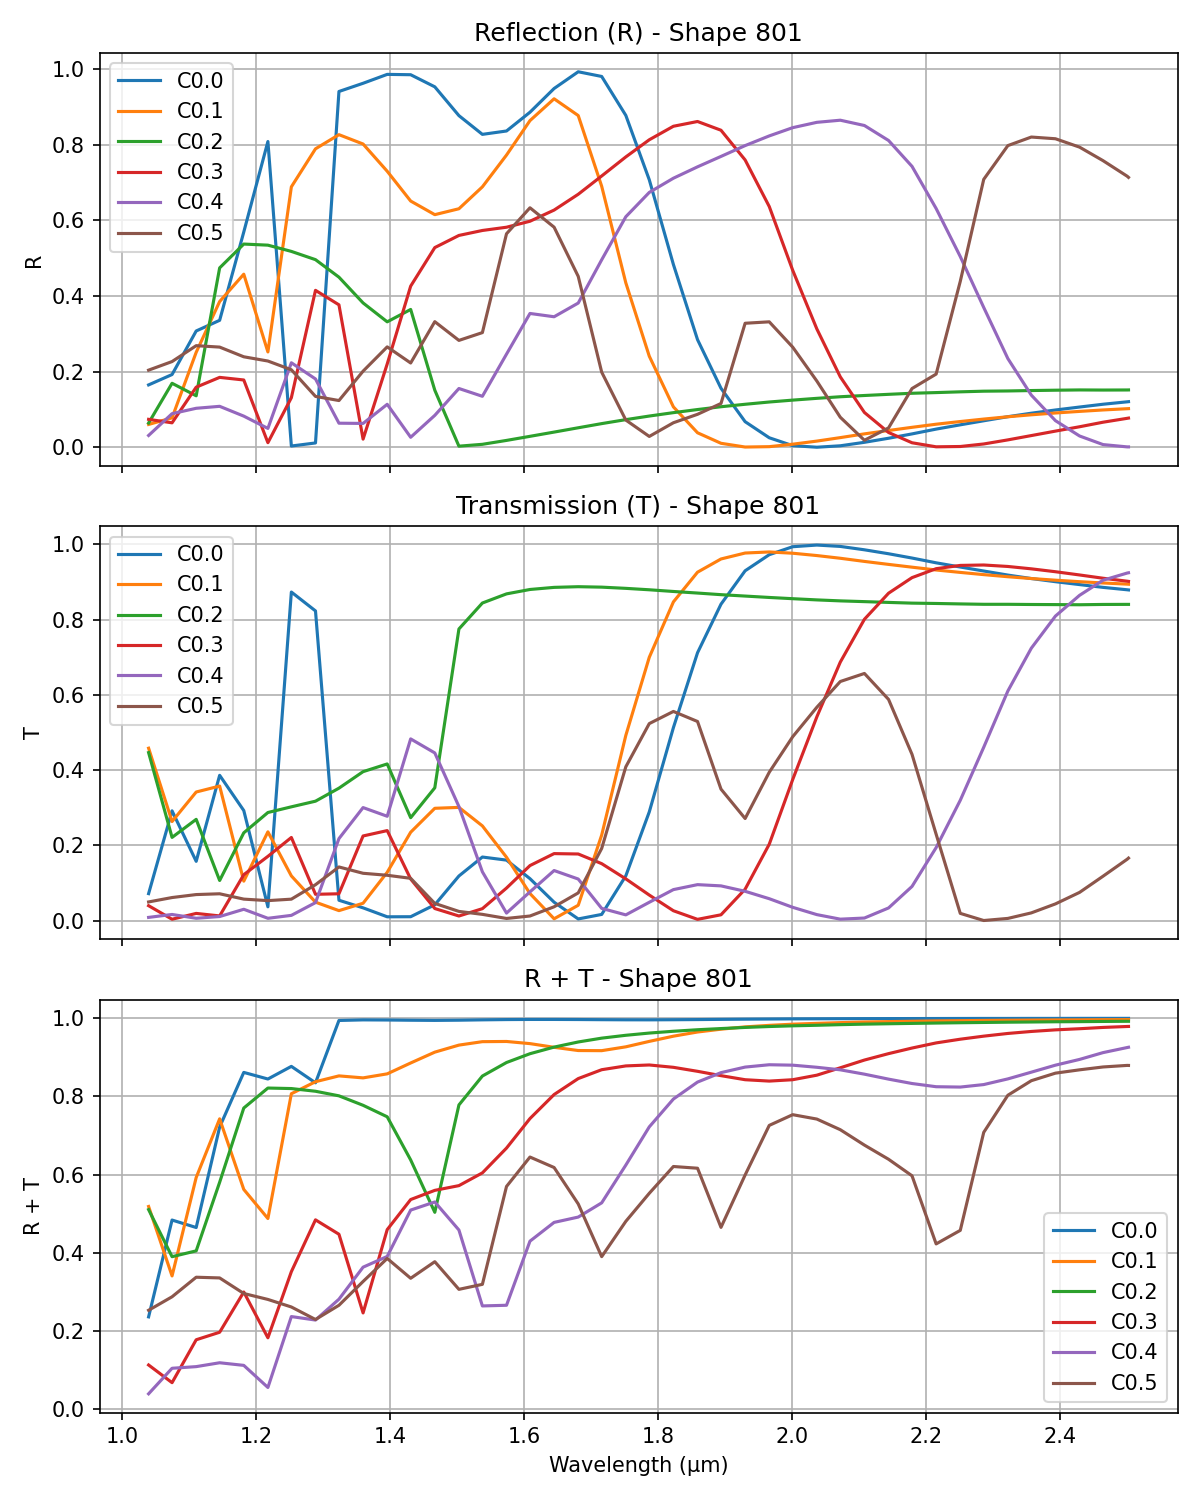 Reflection (R) - Shape 801
1.0
0.8
0.6
0.4
0.2
0.0
R
C0.0
C0.1
C0.2
C0.3
C0.4
C0.5
Transmission (T) - Shape 801
1.0
0.8
0.6
0.4
0.2
0.0
T
C0.0
C0.1
C0.2
C0.3
C0.4
C0.5
R + T - Shape 801
1.0
0.8
0.6
0.4
0.2
0.0
R + T
C0.0
C0.1
C0.2
C0.3
C0.4
C0.5
1.0 1.2 1.4 1.6 1.8 2.0 2.2 2.4
Wavelength (μm)